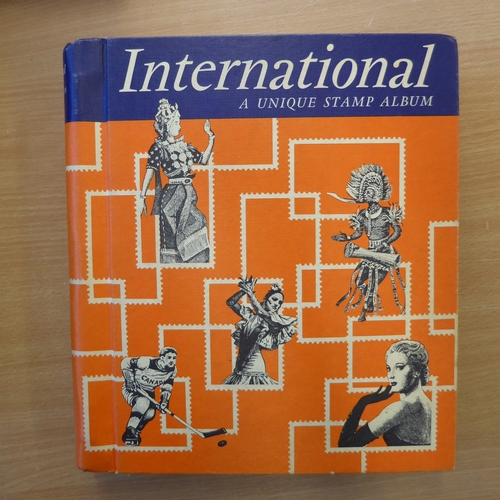 International
A UNIQUE STAMP ALBUM
CANADA